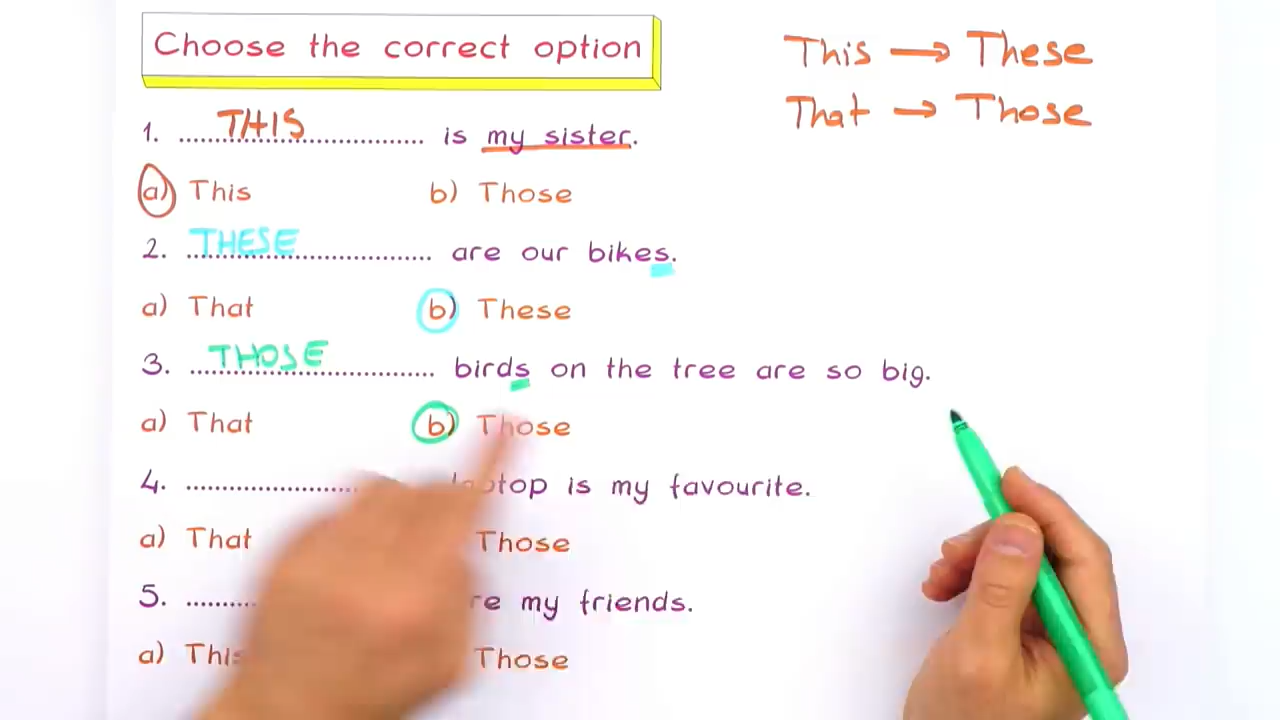 Choose the correct option
This → These
That → Those
1. THIS is my sister.
a) This b) Those
2. THESE are our bikes.
a) That b) These
3. THOSE birds on the tree are so big.
a) That b) Those
4. .................. laptop is my favourite.
a) That Those
5. .......... my friends.
a) This Those